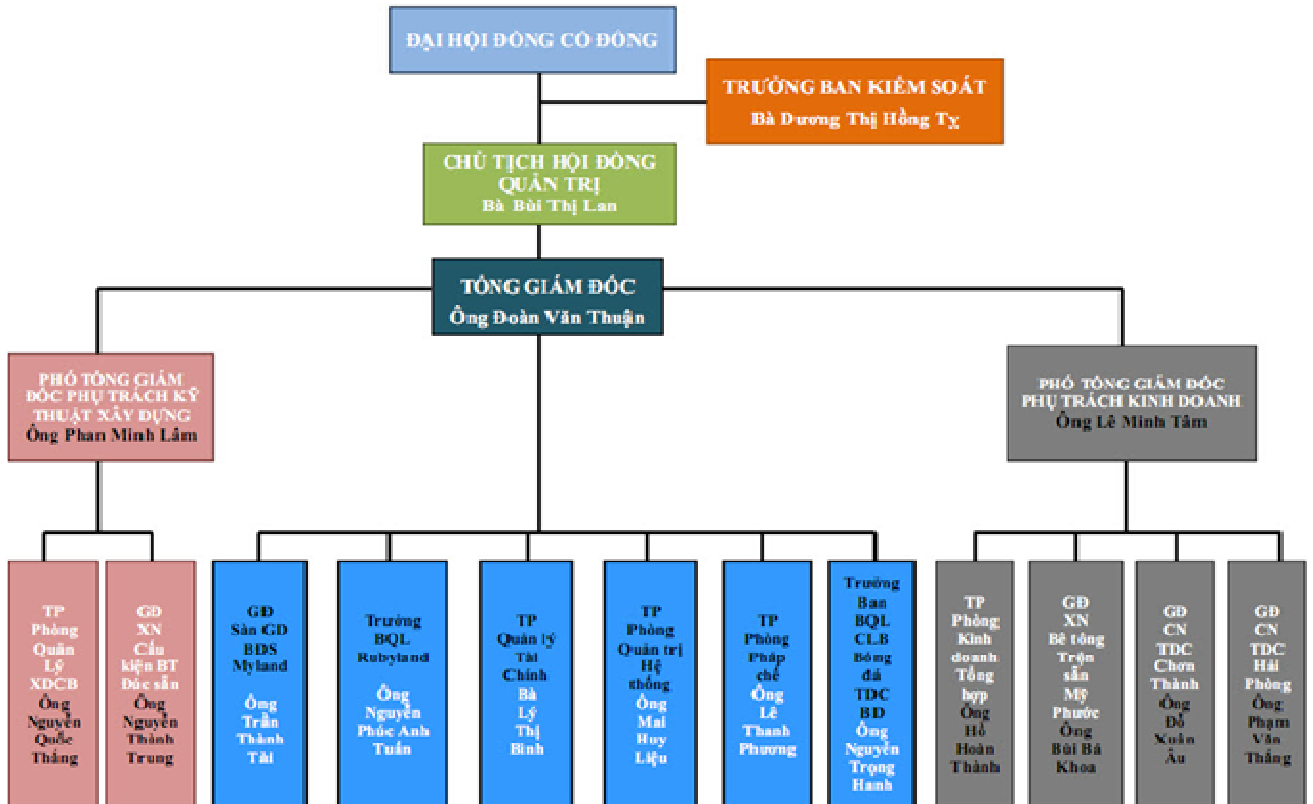 ĐẠI HỘI ĐỒNG CỔ ĐÔNG
TRƯỞNG BAN KIỂM SOÁT
Bà Dương Thị Hồng Tỵ
CHỦ TỊCH HỘI ĐỒNG
QUẢN TRỊ
Bà Bùi Thị Lan
TỔNG GIÁM ĐỐC
Ông Đoàn Văn Thuận
PHÓ TỔNG GIÁM
ĐỐC PHỤ TRÁCH KỸ
THUẬT XÂY DỰNG
Ông Phan Minh Lâm
PHÓ TỔNG GIÁM ĐỐC
PHỤ TRÁCH KINH DOANH
Ông Lê Minh Tâm
TP
Phòng
Quản
Lý
XDCB
Ông
Nguyễn
Quốc
Thắng
GĐ
XN
Cấu
kiện BT
Đúc sẵn
Ông
Nguyễn
Thành
Trung
GĐ
Sàn GD
BĐS
Myland
Ông
Trần
Thành
Tài
Trưởng
BQL
Rubyland
Ông
Nguyễn
Phúc Anh
Tuấn
TP
Quản lý
Tài
Chính
Bà
Lý
Thị
Bình
TP
Phòng
Quản trị
Hệ
thống
Ông
Mai
Huy
Liệu
TP
Phòng
Pháp
chế
Ông
Lê
Thanh
Phương
Trưởng
Ban
BQL
CLB
Bóng
đá
TDC
BD
Ông
Nguyễn
Trọng
Hạnh
TP
Phòng
Kinh
doanh
Tổng
hợp
Ông
Hồ
Hoàn
Thành
GĐ
XN
Bê tông
Trộn
sẵn
Mỹ
Phước
Ông
Bùi Bá
Khoa
GĐ
CN
TDC
Chơn
Thành
Ông
Đỗ
Xuân
Âu
GĐ
CN
TDC
Hải
Phòng
Ông
Phạm
Văn
Thắng